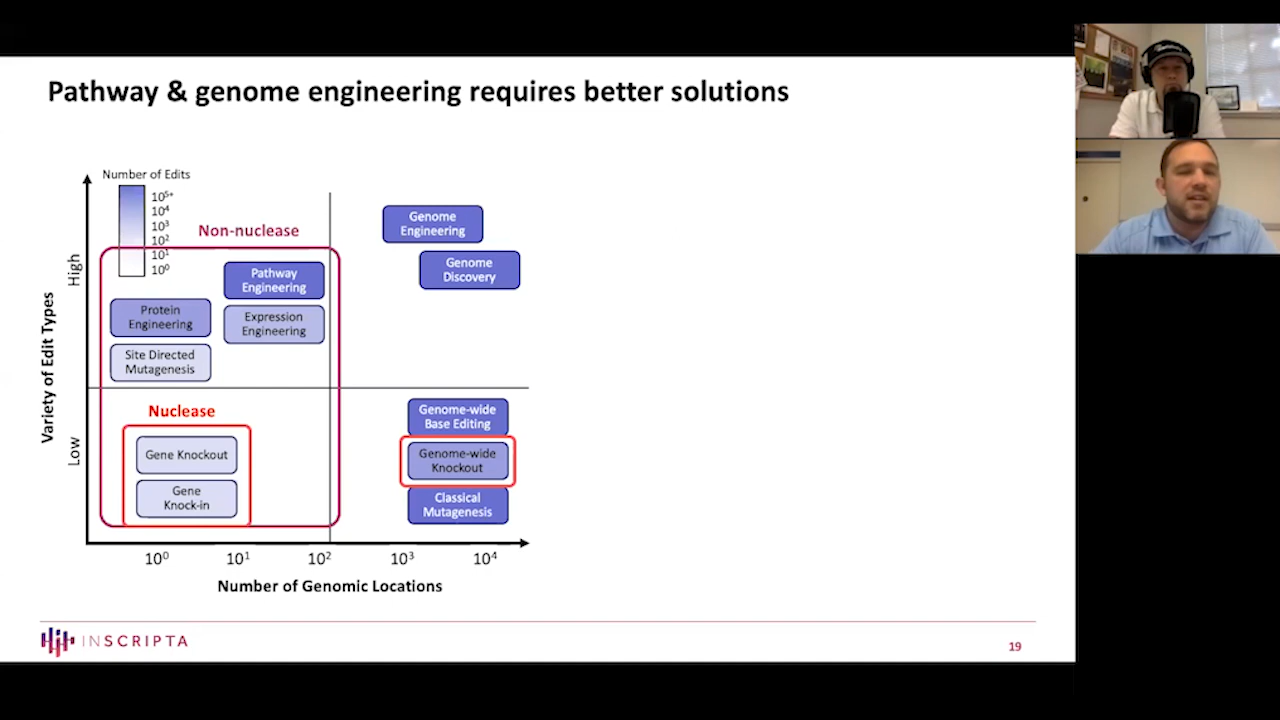 Pathway & genome engineering requires better solutions
Number of Edits
10⁵⁺
10⁴
10³
10²
10¹
10⁰
Non-nuclease
Genome
Engineering
Genome
Discovery
Pathway
Engineering
Protein
Engineering
Expression
Engineering
Site Directed
Mutagenesis
High
Variety of Edit Types
Low
Nuclease
Gene Knockout
Gene
Knock-in
Genome-wide
Base Editing
Genome-wide
Knockout
Classical
Mutagenesis
10⁰ 10¹ 10² 10³ 10⁴
Number of Genomic Locations
INSCRIPTA
19